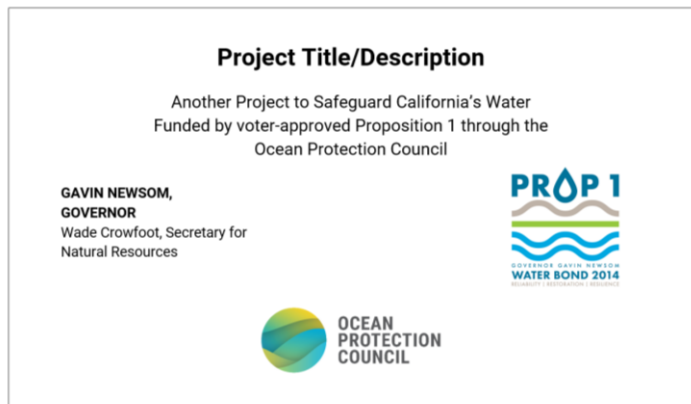 Project Title/Description
Another Project to Safeguard California's Water
Funded by voter-approved Proposition 1 through the
Ocean Protection Council
GAVIN NEWSOM,
GOVERNOR
Wade Crowfoot, Secretary for
Natural Resources
PROP 1
GOVERNOR GAVIN NEWSOM
WATER BOND 2014
RELIABILITY | RESTORATION | RESILIENCE
OCEAN
PROTECTION
COUNCIL